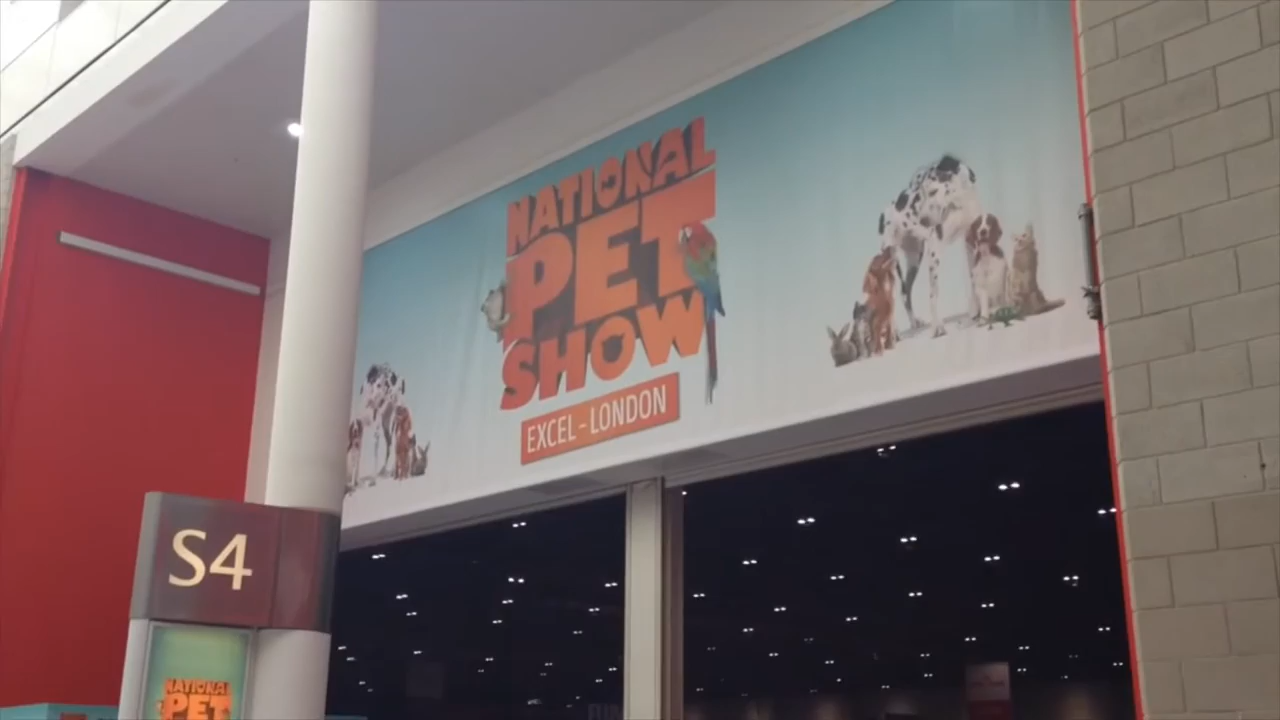 NATIONAL
PET
SHOW
EXCEL-LONDON
S4
NATIONAL
PET